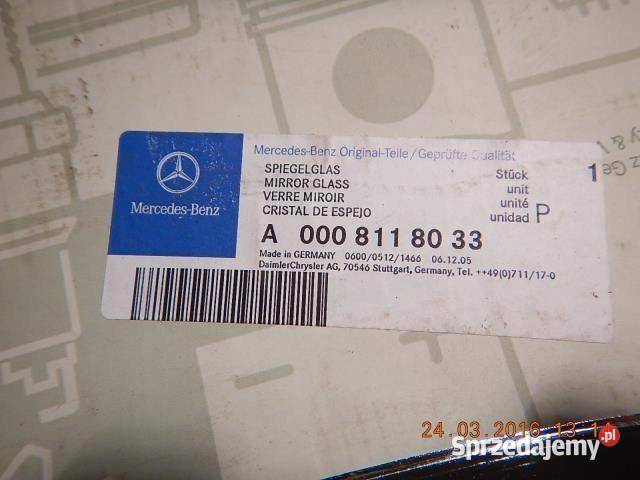 Mercedes-Benz
Mercedes-Benz Original-Teile/Geprüfte Qualität
SPIEGELGLAS
MIRROR GLASS
VERRE MIROIR
CRISTAL DE ESPEJO
Stück 1
unit
unité
unidad P
A 000 811 80 33
Made in GERMANY 0600/0512/1466 06.12.05
DaimlerChrysler AG, 70546 Stuttgart, Germany, Tel. ++49(0)711/17-0
24.03.2016 13:1
Sprzedajemy.pl